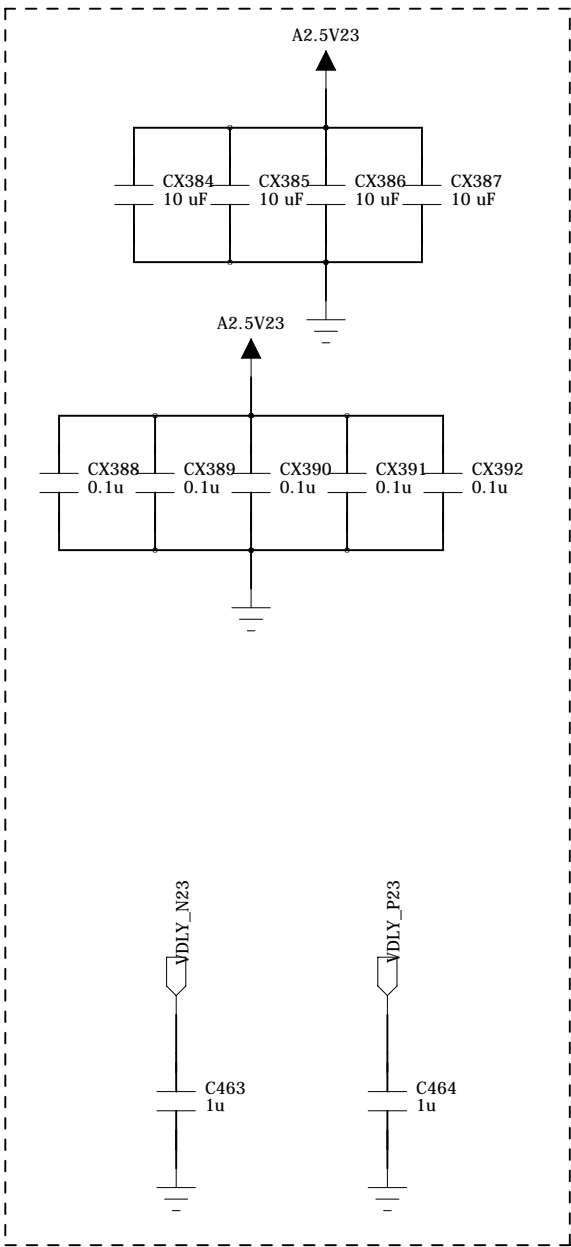 A2.5V23
CX384 CX385 CX386 CX387
10 uF 10 uF 10 uF 10 uF
A2.5V23
CX388 CX389 CX390 CX391 CX392
0.1u 0.1u 0.1u 0.1u 0.1u
VDLY_N23 VDLY_P23
C463 C464
1u 1u